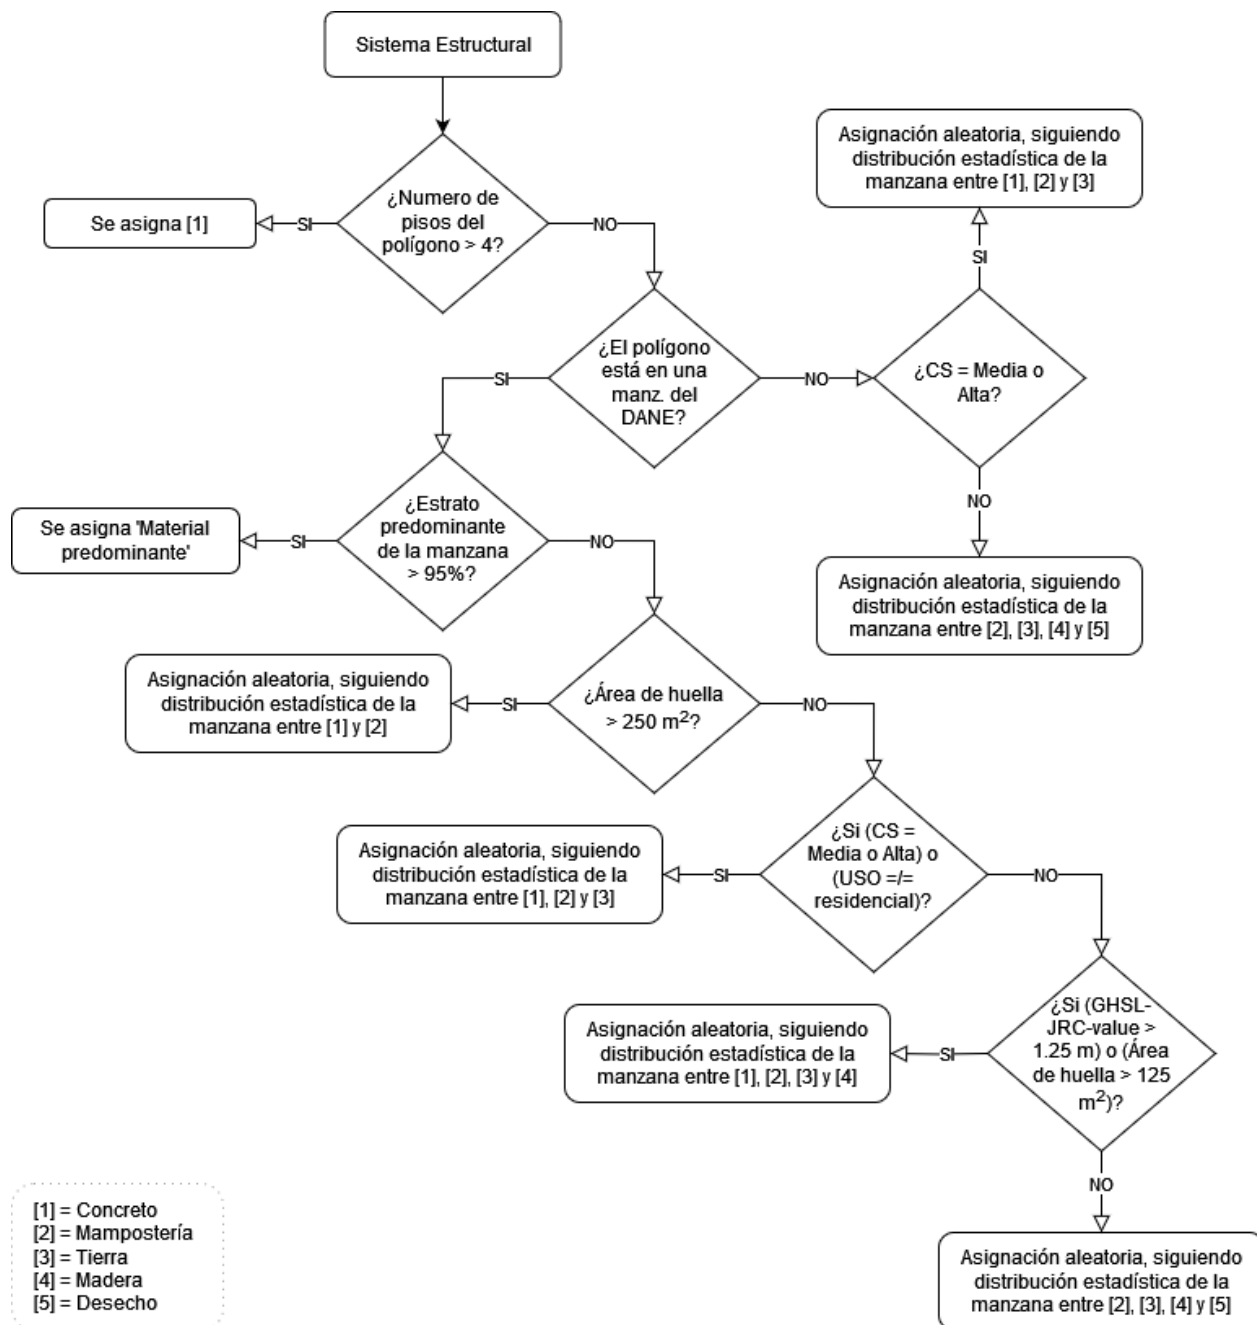 Sistema Estructural
¿Numero de
pisos del
polígono > 4?
SI
Se asigna [1]
NO
¿El polígono
está en una
manz. del
DANE?
NO
¿CS = Media o
Alta?
SI
Asignación aleatoria, siguiendo
distribución estadística de la
manzana entre [1], [2] y [3]
NO
Asignación aleatoria, siguiendo
distribución estadística de la
manzana entre [2], [3], [4] y [5]
SI
¿Estrato
predominante
de la manzana
> 95%?
SI
Se asigna 'Material
predominante'
NO
¿Área de huella
> 250 m²?
SI
Asignación aleatoria, siguiendo
distribución estadística de la
manzana entre [1] y [2]
NO
¿Si (CS =
Media o Alta) o
(USO =/=
residencial)?
SI
Asignación aleatoria, siguiendo
distribución estadística de la
manzana entre [1], [2] y [3]
NO
¿Si (GHSL-
JRC-value >
1.25 m) o (Área
de huella > 125
m²)?
SI
Asignación aleatoria, siguiendo
distribución estadística de la
manzana entre [1], [2], [3] y [4]
NO
Asignación aleatoria, siguiendo
distribución estadística de la
manzana entre [2], [3], [4] y [5]
[1] = Concreto
[2] = Mampostería
[3] = Tierra
[4] = Madera
[5] = Desecho